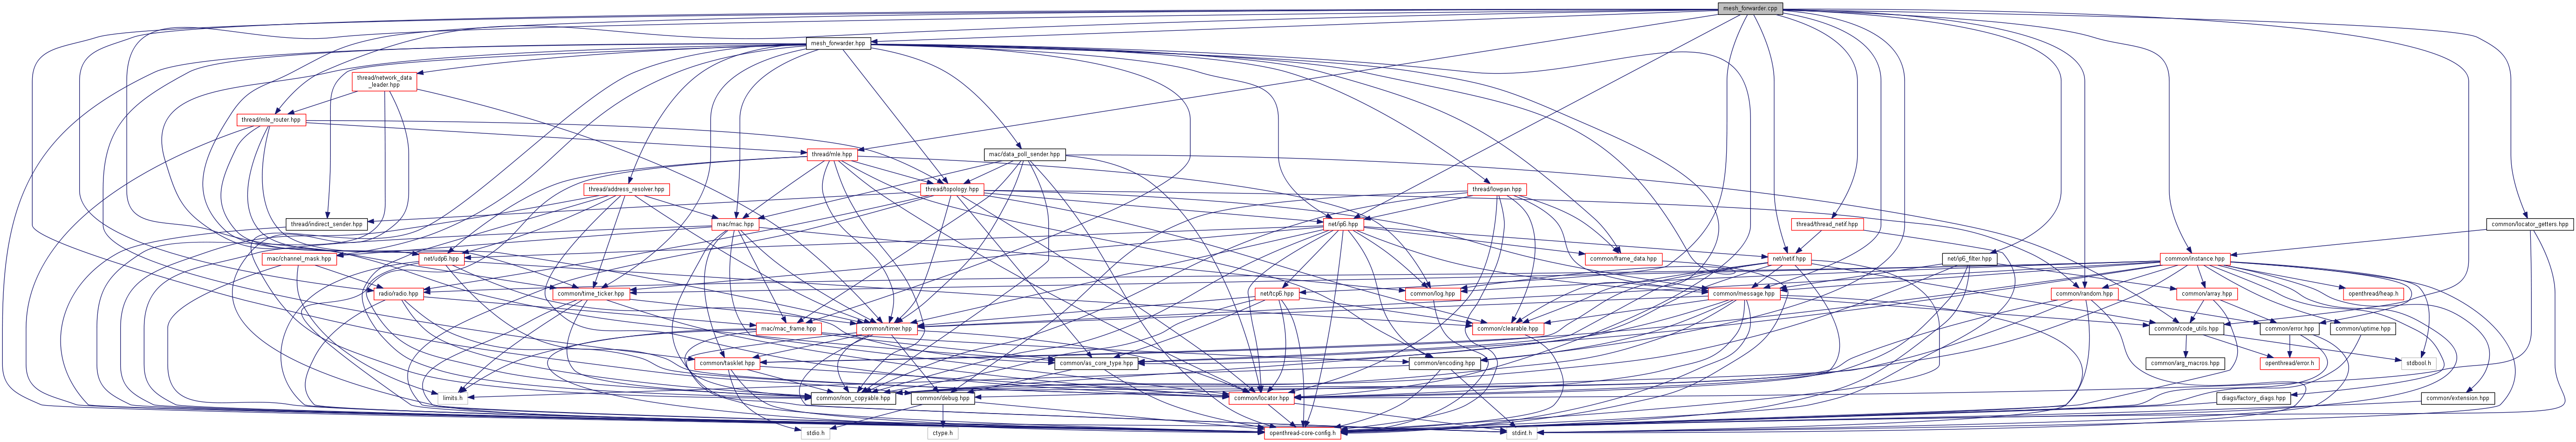 mesh_forwarder.cpp
mesh_forwarder.hpp
thread/network_data
_leader.hpp
thread/mle_router.hpp
thread/mle.hpp
mac/data_poll_sender.hpp
thread/address_resolver.hpp
thread/topology.hpp
thread/lowpan.hpp
thread/indirect_sender.hpp
mac/mac.hpp
net/ip6.hpp
thread/thread_netif.hpp
common/locator_getters.hpp
mac/channel_mask.hpp
net/udp6.hpp
common/frame_data.hpp
net/netif.hpp
net/ip6_filter.hpp
common/instance.hpp
radio/radio.hpp
common/time_ticker.hpp
net/tcp6.hpp
common/log.hpp
common/message.hpp
common/random.hpp
common/array.hpp
openthread/heap.h
mac/mac_frame.hpp
common/timer.hpp
common/clearable.hpp
common/code_utils.hpp
common/error.hpp
common/uptime.hpp
common/tasklet.hpp
common/as_core_type.hpp
common/encoding.hpp
common/arg_macros.hpp
openthread/error.h
stdbool.h
limits.h
common/non_copyable.hpp
common/debug.hpp
common/locator.hpp
diags/factory_diags.hpp
common/extension.hpp
stdio.h
ctype.h
openthread-core-config.h
stdint.h